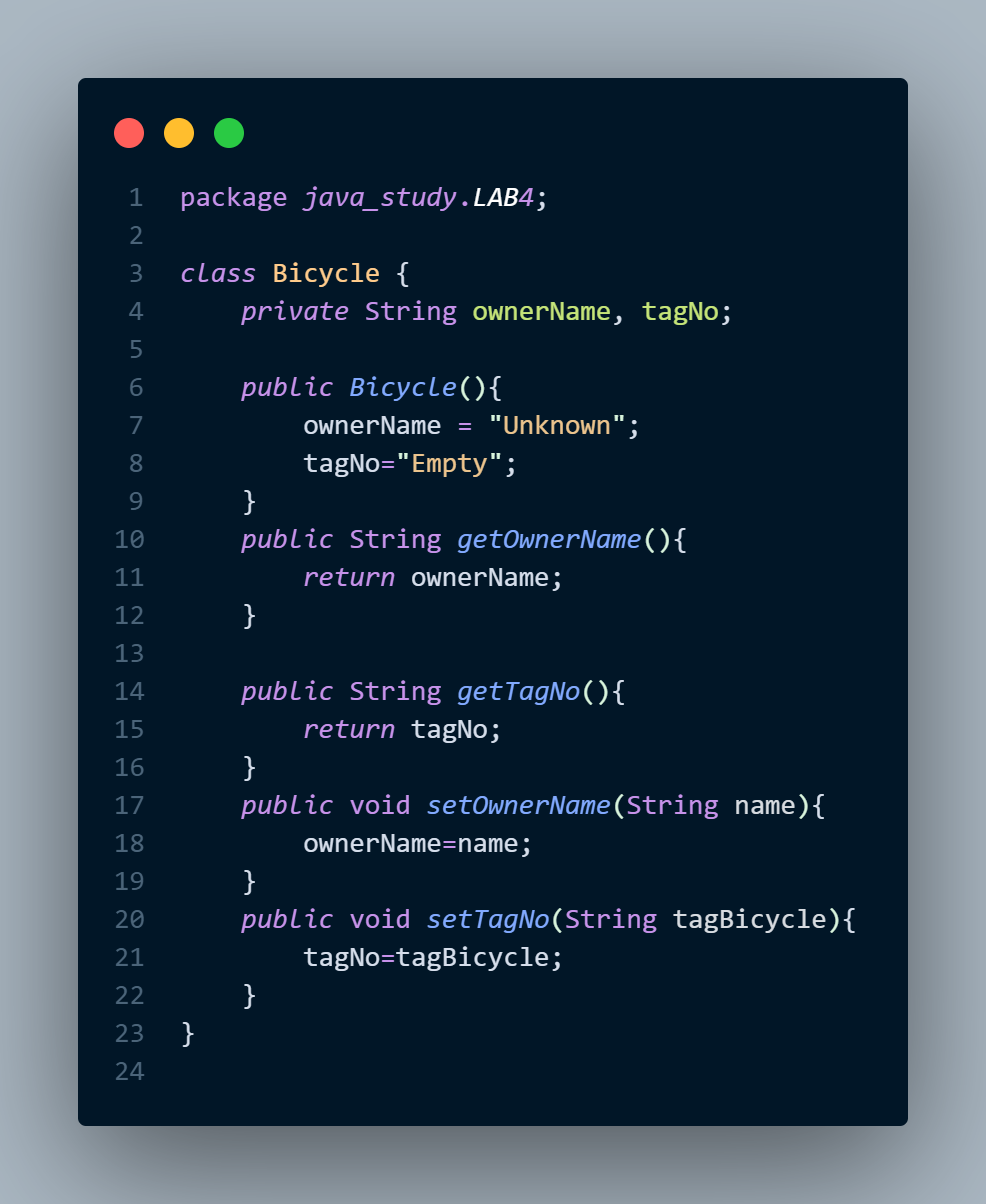 1 package java_study.LAB4;
2
3 class Bicycle {
4     private String ownerName, tagNo;
5
6     public Bicycle(){
7         ownerName = "Unknown";
8         tagNo="Empty";
9     }
10     public String getOwnerName(){
11         return ownerName;
12     }
13
14     public String getTagNo(){
15         return tagNo;
16     }
17     public void setOwnerName(String name){
18         ownerName=name;
19     }
20     public void setTagNo(String tagBicycle){
21         tagNo=tagBicycle;
22     }
23 }
24